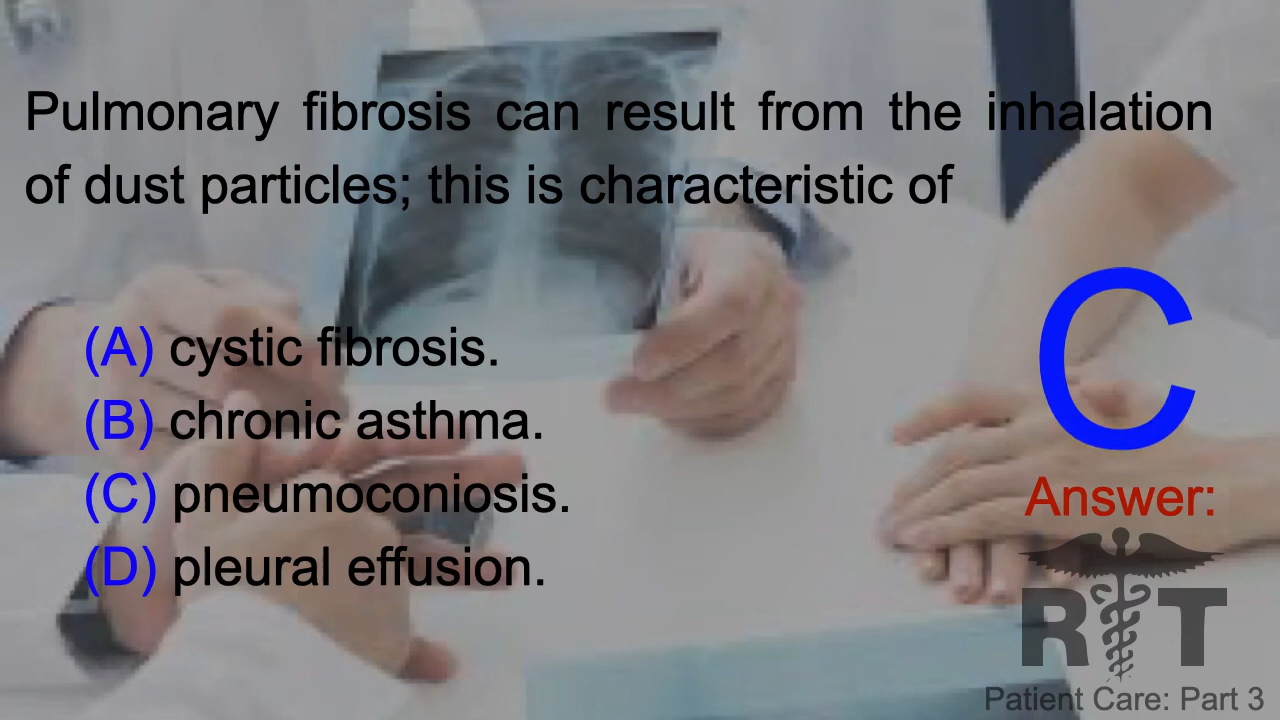 Pulmonary fibrosis can result from the inhalation
of dust particles; this is characteristic of
(A) cystic fibrosis.
(B) chronic asthma.
(C) pneumoconiosis.
(D) pleural effusion.
C
Answer:
R T
Patient Care: Part 3